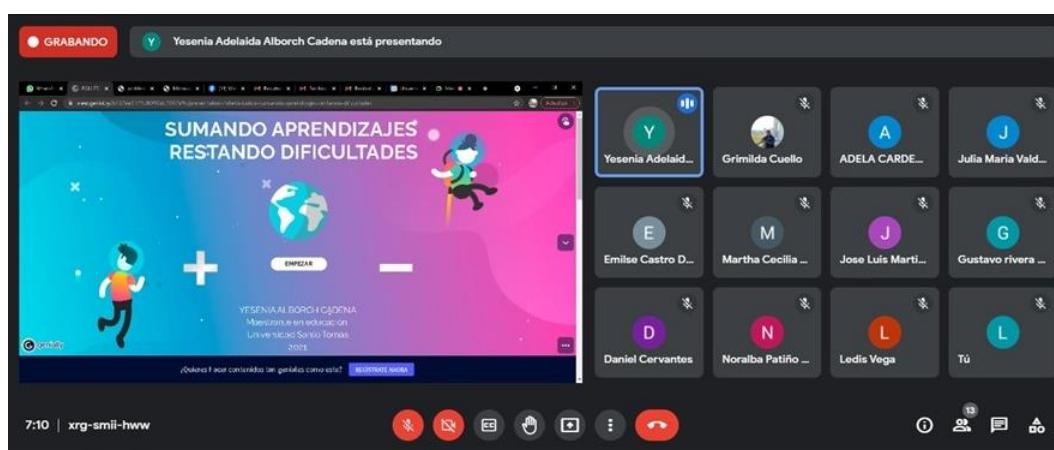 GRABANDO
Y
Yesenia Adelaida Alborch Cadena está presentando
SUMANDO APRENDIZAJES
RESTANDO DIFICULTADES
EMPEZAR
YESENIA ALBORCH CADENA
Maestrante en educación
Universidad Santo Tomás
2021
genially
¿Quieres hacer contenidos tan geniales como este?
REGÍSTRATE AHORA
Y
Yesenia Adelaid...
Grimilda Cuello
A
ADELA CARDE...
J
Julia Maria Vald...
E
Emilse Castro D...
M
Martha Cecilia ...
J
Jose Luis Marti...
G
Gustavo rivera ...
D
Daniel Cervantes
N
Noralba Patiño ...
L
Ledis Vega
L
Tú
7:10 | xrg-smii-hww
13